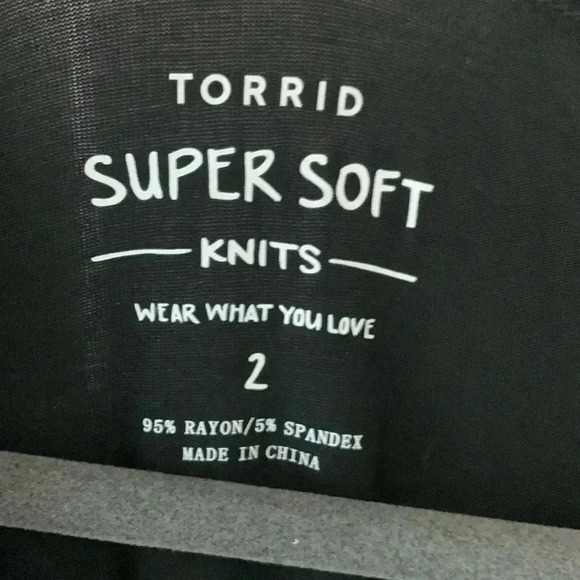 TORRID
SUPER SOFT
KNITS
WEAR WHAT YOU LOVE
2
95% RAYON/5% SPANDEX
MADE IN CHINA